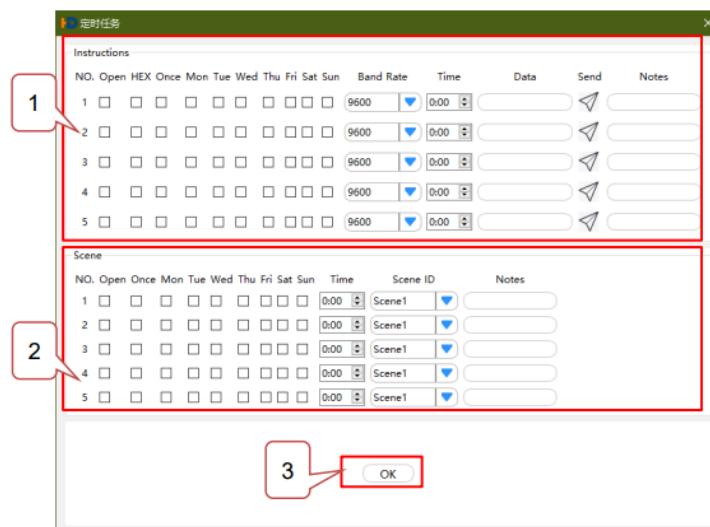 定时任务
Instructions
NO. Open HEX Once Mon Tue Wed Thu Fri Sat Sun Band Rate Time Data Send Notes
1 9600 0:00
2 9600 0:00
3 9600 0:00
4 9600 0:00
5 9600 0:00
Scene
NO. Open Once Mon Tue Wed Thu Fri Sat Sun Time Scene ID Notes
1 0:00 Scene1
2 0:00 Scene1
3 0:00 Scene1
4 0:00 Scene1
5 0:00 Scene1
OK
1
2
3